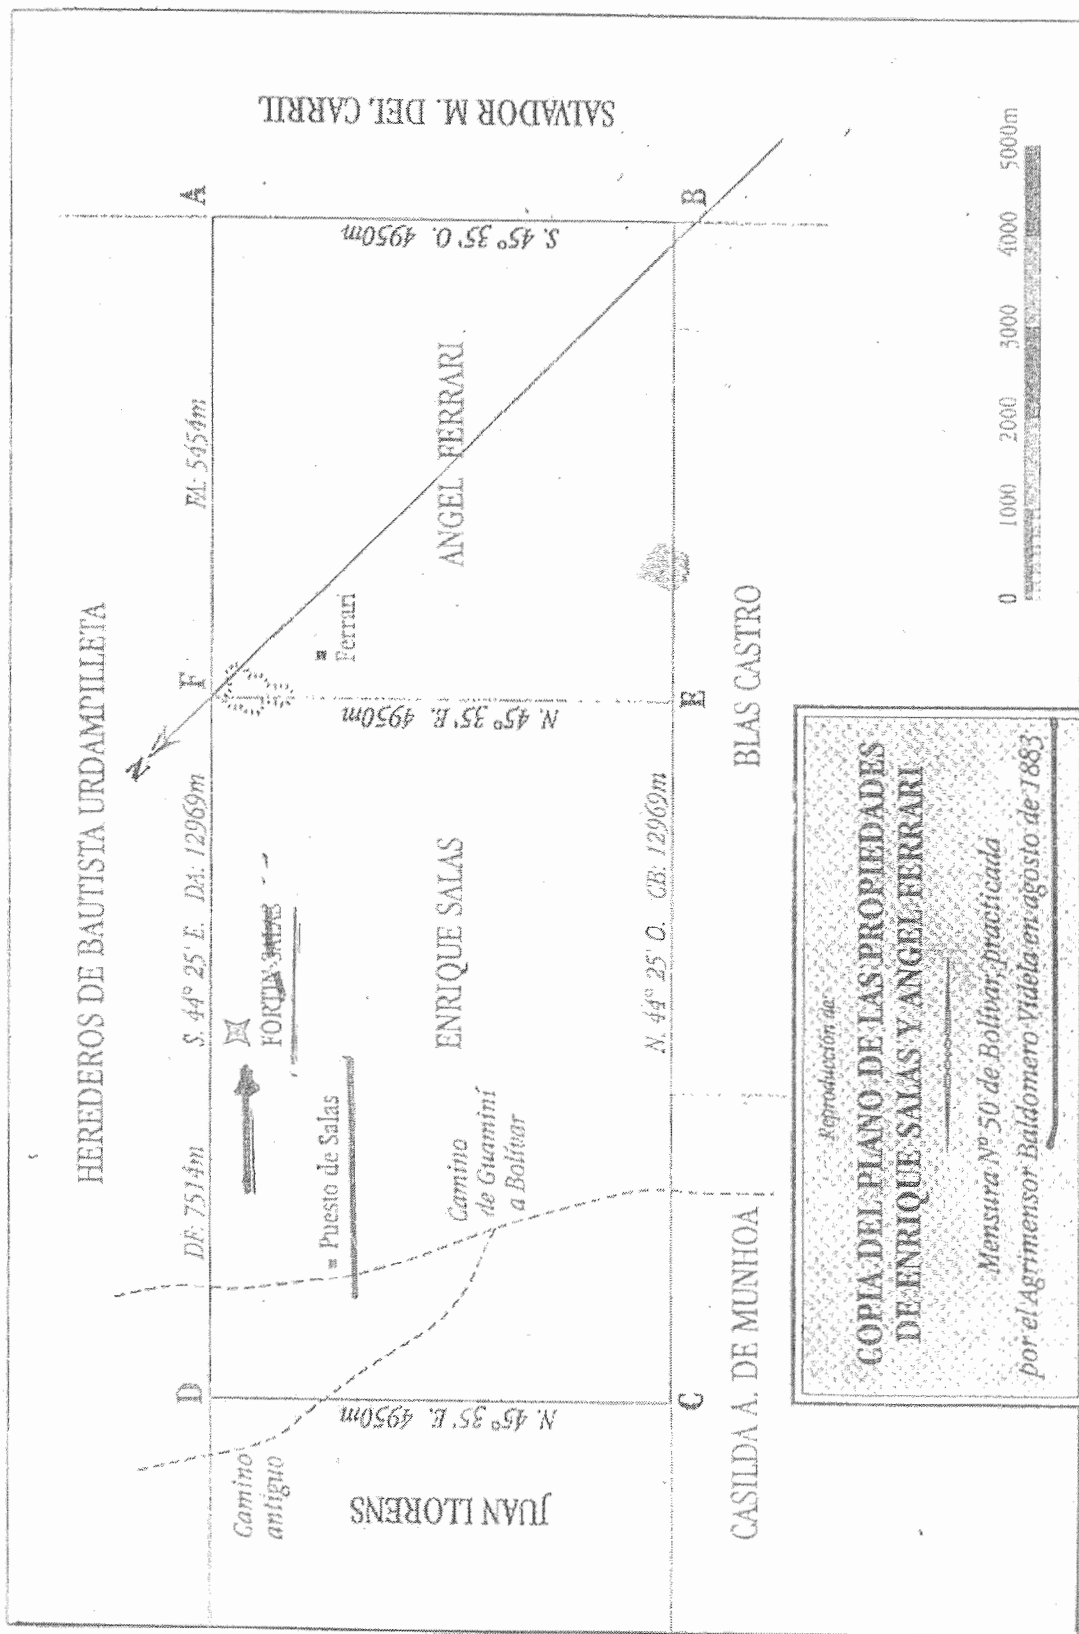 HEREDEROS DE BAUTISTA URDAMPILLETA
D
DF: 7514m
S. 44° 25' E. DA: 12969m
F
FA: 5454m
A
N
Camino
antiguo
FORTIN SALAS
Puesto de Salas
Ferrari
JUAN LLORENS
N. 45° 35' E. 4950m
Camino
de Guaminí
a Bolívar
ENRIQUE SALAS
N. 45° 35' E. 4950m
ANGEL FERRARI
S. 45° 35' O. 4950m
SALVADOR M. DEL CARRIL
C
N. 44° 25' O. CB: 12969m
E
B
CASILDA A. DE MUNHOA
BLAS CASTRO
Reproducción de:
COPIA DEL PLANO DE LAS PROPIEDADES
DE ENRIQUE SALAS Y ANGEL FERRARI
Mensura Nº 50 de Bolívar, practicada
por el Agrimensor Baldomero Videla en agosto de 1883
0 1000 2000 3000 4000 5000m